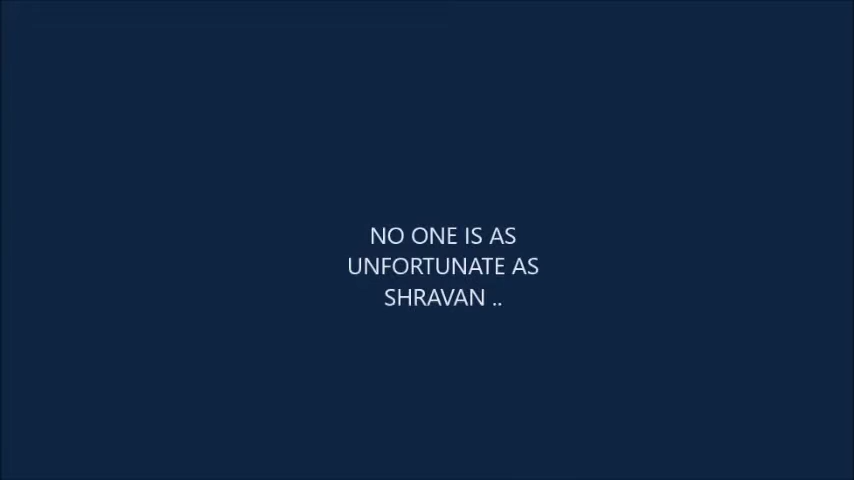 NO ONE IS AS
UNFORTUNATE AS
SHRAVAN ..